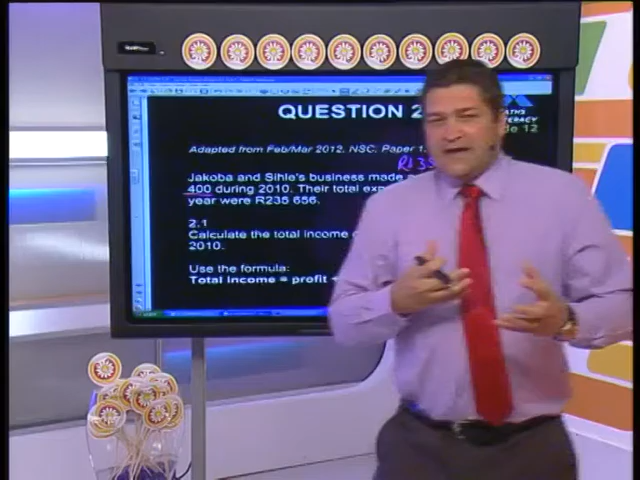 QUESTION 2
Adapted from Feb/Mar 2012, NSC, Paper 1.
R135
Jakoba and Sihle's business made a
400 during 2010. Their total exp
year were R235 656.
2.1
Calculate the total income
2010.
Use the formula:
Total Income = profit +